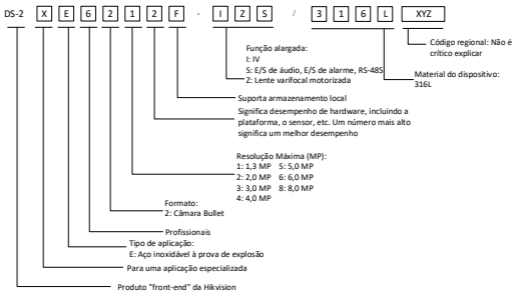 DS-2 X E 6 2 1 2 F - I Z S / 3 1 6 L XYZ
Código regional: Não é
crítico explicar
Função alargada:
I: IV
S: E/S de áudio, E/S de alarme, RS-485
Z: Lente varifocal motorizada
Material do dispositivo:
316L
Suporta armazenamento local
Significa desempenho de hardware, incluindo a
plataforma, o sensor, etc. Um número mais alto
significa um melhor desempenho
Resolução Máxima (MP):
1: 1,3 MP 5: 5,0 MP
2: 2,0 MP 6: 6,0 MP
3: 3,0 MP 8: 8,0 MP
4: 4,0 MP
Formato:
2: Câmara Bullet
Profissionais
Tipo de aplicação:
E: Aço inoxidável à prova de explosão
Para uma aplicação especializada
Produto "front-end" da Hikvision